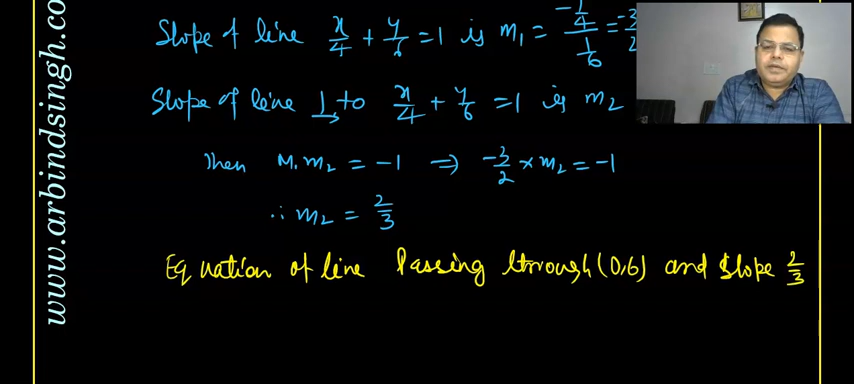 Slope of line x/4 + y/6 = 1 is m₁ = (-1/4)/(1/6) = -3/2
Slope of line ⊥ to x/4 + y/6 = 1 is m₂
Then M₁ m₂ = -1 ⇒ -3/2 × m₂ = -1
∴ m₂ = 2/3
Equation of line Passing through (0,6) and slope 2/3
www.arbindsingh.co